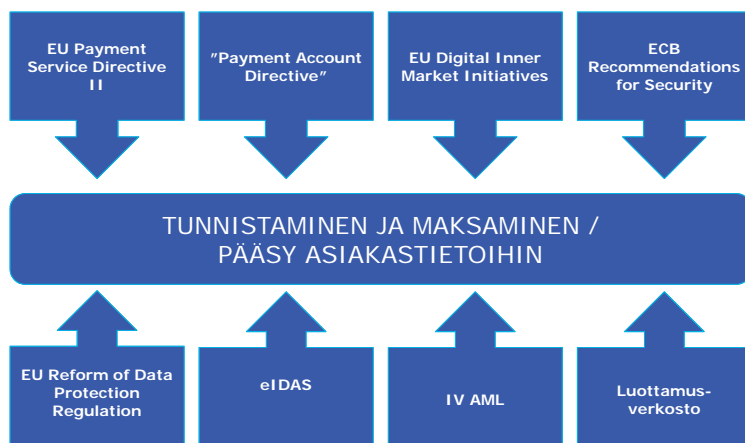 EU Payment
Service Directive
II
"Payment Account
Directive"
EU Digital Inner
Market Initiatives
ECB
Recommendations
for Security
TUNNISTAMINEN JA MAKSAMINEN /
PÄÄSY ASIAKASTIETOIHIN
EU Reform of Data
Protection
Regulation
eIDAS
IV AML
Luottamus-
verkosto